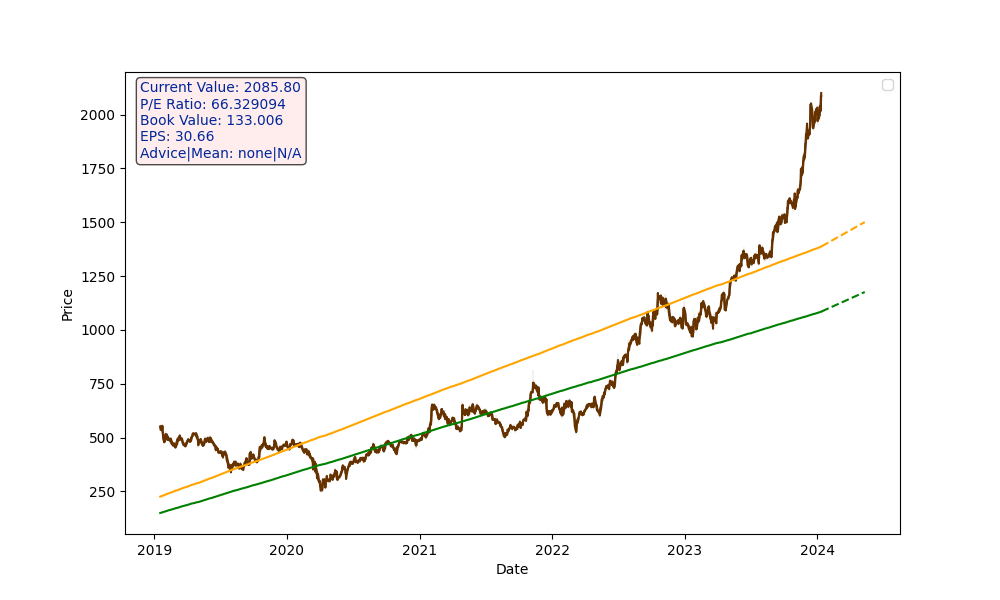 Current Value: 2085.80
P/E Ratio: 66.329094
Book Value: 133.006
EPS: 30.66
Advice|Mean: none|N/A
2000
1750
1500
1250
1000
750
500
250
Price
2019 2020 2021 2022 2023 2024
Date